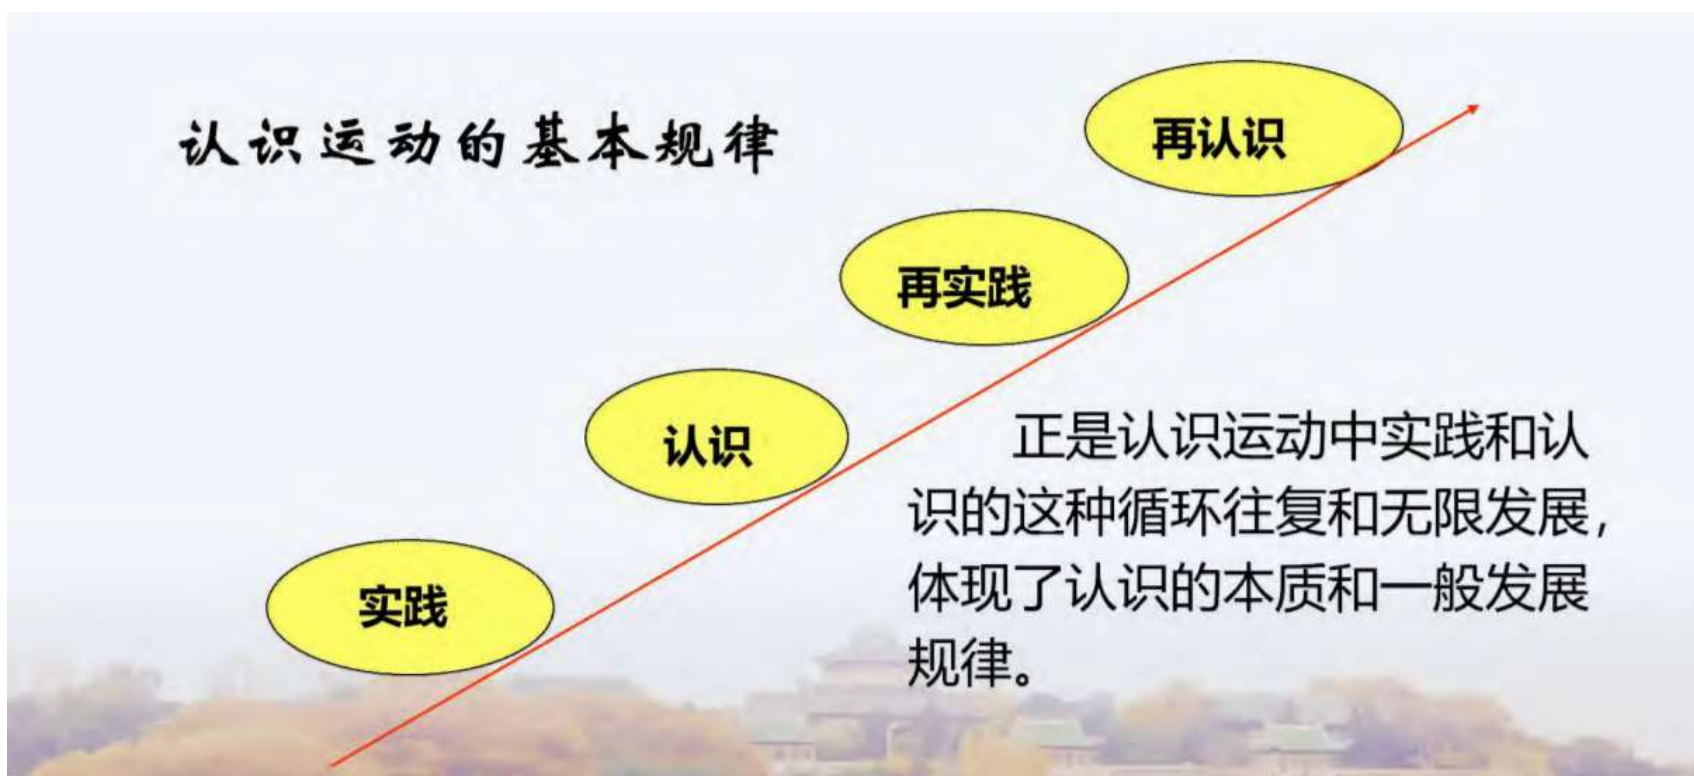 认识运动的基本规律
再认识
再实践
认识
实践
正是认识运动中实践和认
识的这种循环往复和无限发展，
体现了认识的本质和一般发展
规律。